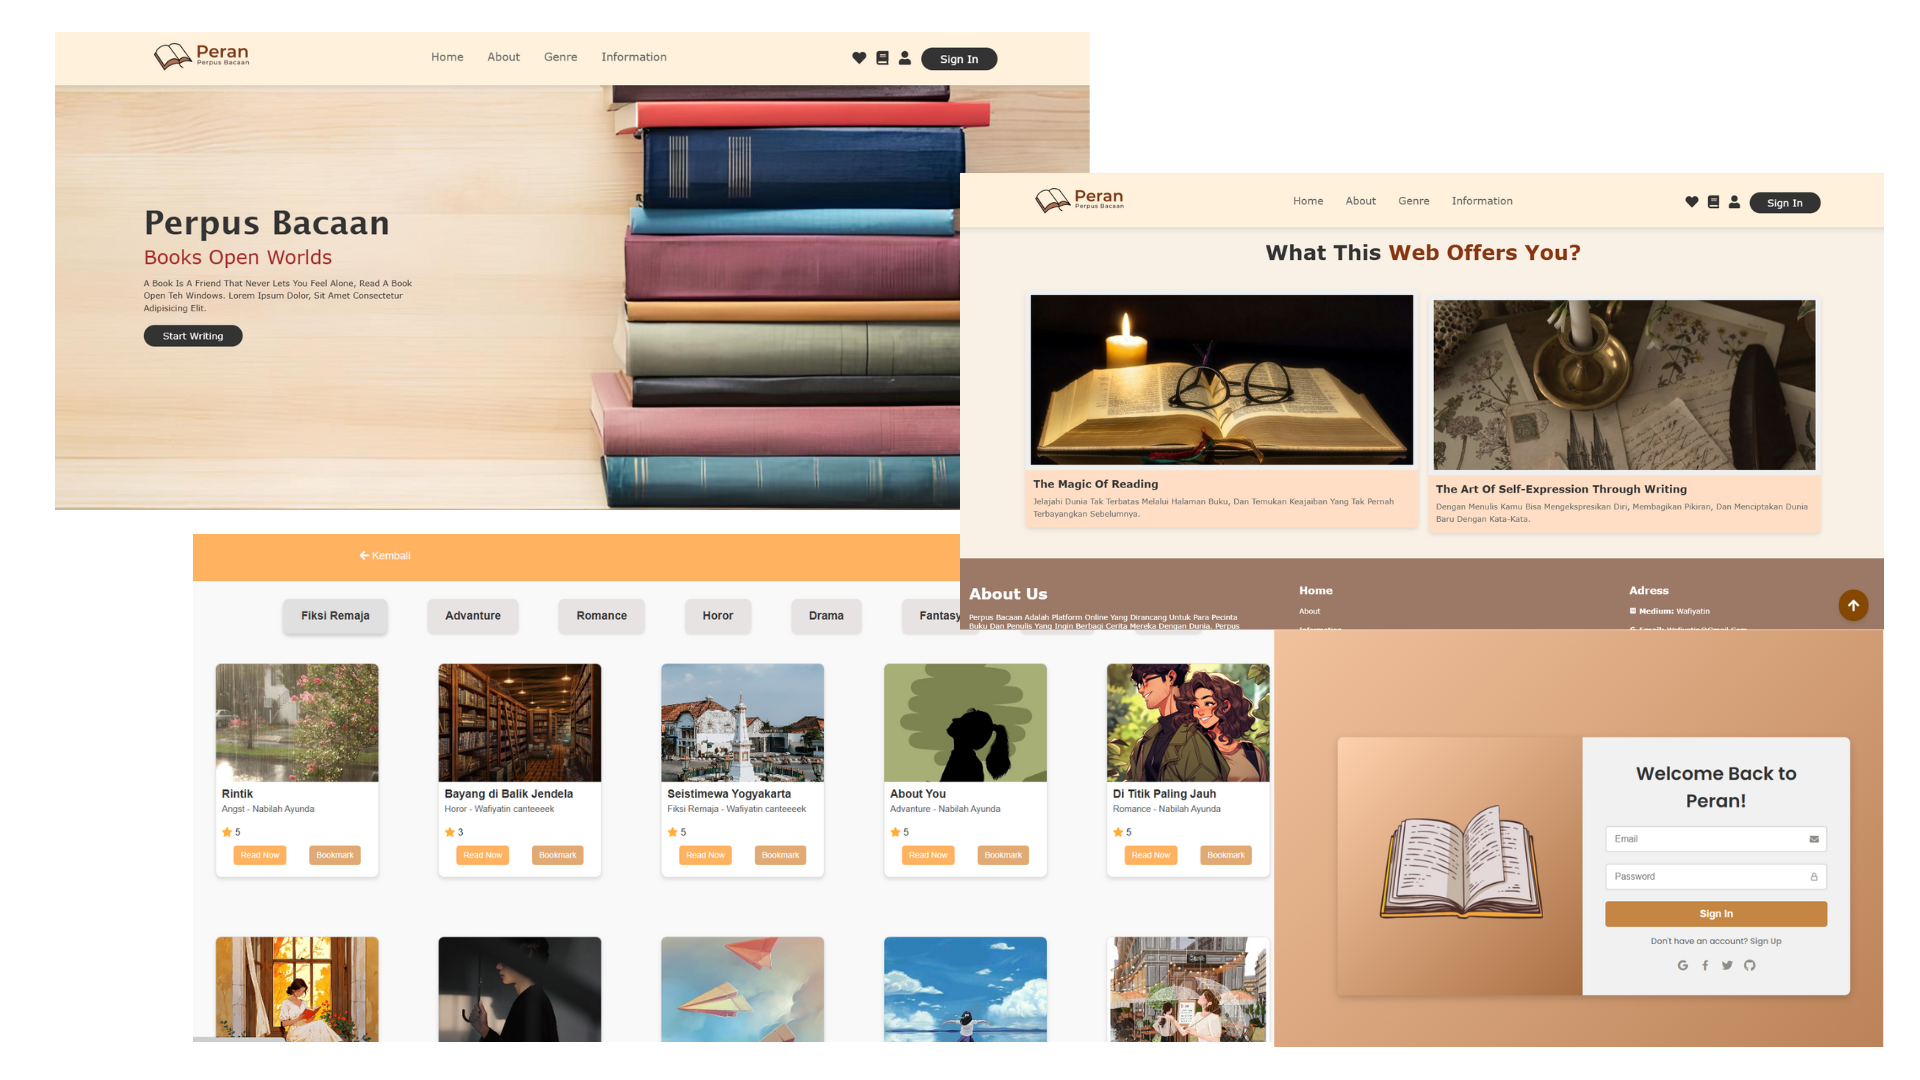 Peran
Perpus Bacaan
Home About Genre Information
Sign In
Perpus Bacaan
Books Open Worlds
A Book Is A Friend That Never Lets You Feel Alone, Read A Book
Open Teh Windows. Lorem Ipsum Dolor, Sit Amet Consectetur
Adipisicing Elit.
Start Writing
Peran
Perpus Bacaan
Home About Genre Information
Sign In
What This Web Offers You?
The Magic Of Reading
Jelajahi Dunia Tak Terbatas Melalui Halaman Buku, Dan Temukan Keajaiban Yang Tak Pernah
Terbayangkan Sebelumnya.
The Art Of Self-Expression Through Writing
Dengan Menulis Kamu Bisa Mengekspresikan Diri, Membagikan Pikiran, Dan Menciptakan Dunia
Baru Dengan Kata-Kata.
About Us
Perpus Bacaan Adalah Platform Online Yang Dirancang Untuk Para Pecinta
Buku Dan Penulis Yang Ingin Berbagi Cerita Mereka Dengan Dunia. Perpus
Home
About
Information
Adress
Medium: Wafiyatin
Email: Wafiyatin@Gmail.Com
Kembali
Fiksi Remaja Advanture Romance Horor Drama Fantasy
Rintik
Angst - Nabilah Ayunda
5
Read Now Bookmark
Bayang di Balik Jendela
Horor - Wafiyatin canteeeek
3
Read Now Bookmark
Seistimewa Yogyakarta
Fiksi Remaja - Wafiyatin canteeeek
5
Read Now Bookmark
About You
Advanture - Nabilah Ayunda
5
Read Now Bookmark
Di Titik Paling Jauh
Romance - Nabilah Ayunda
5
Read Now Bookmark
Welcome Back to
Peran!
Email
Password
Sign In
Don't have an account? Sign Up